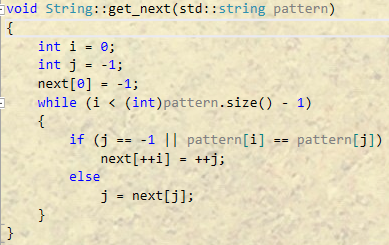 void String::get_next(std::string pattern)
{
    int i = 0;
    int j = -1;
    next[0] = -1;
    while (i < (int)pattern.size() - 1)
    {
        if (j == -1 || pattern[i] == pattern[j])
            next[++i] = ++j;
        else
            j = next[j];
    }
}